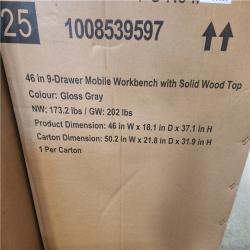 25
1008539597
46 in 9-Drawer Mobile Workbench with Solid Wood Top
Colour: Gloss Gray
NW: 173.2 lbs / GW: 202 lbs
Product Dimension: 46 in W x 18.1 in D x 37.1 in H
Carton Dimension: 50.2 in W x 21.8 in D x 31.9 in H
1 Per Carton